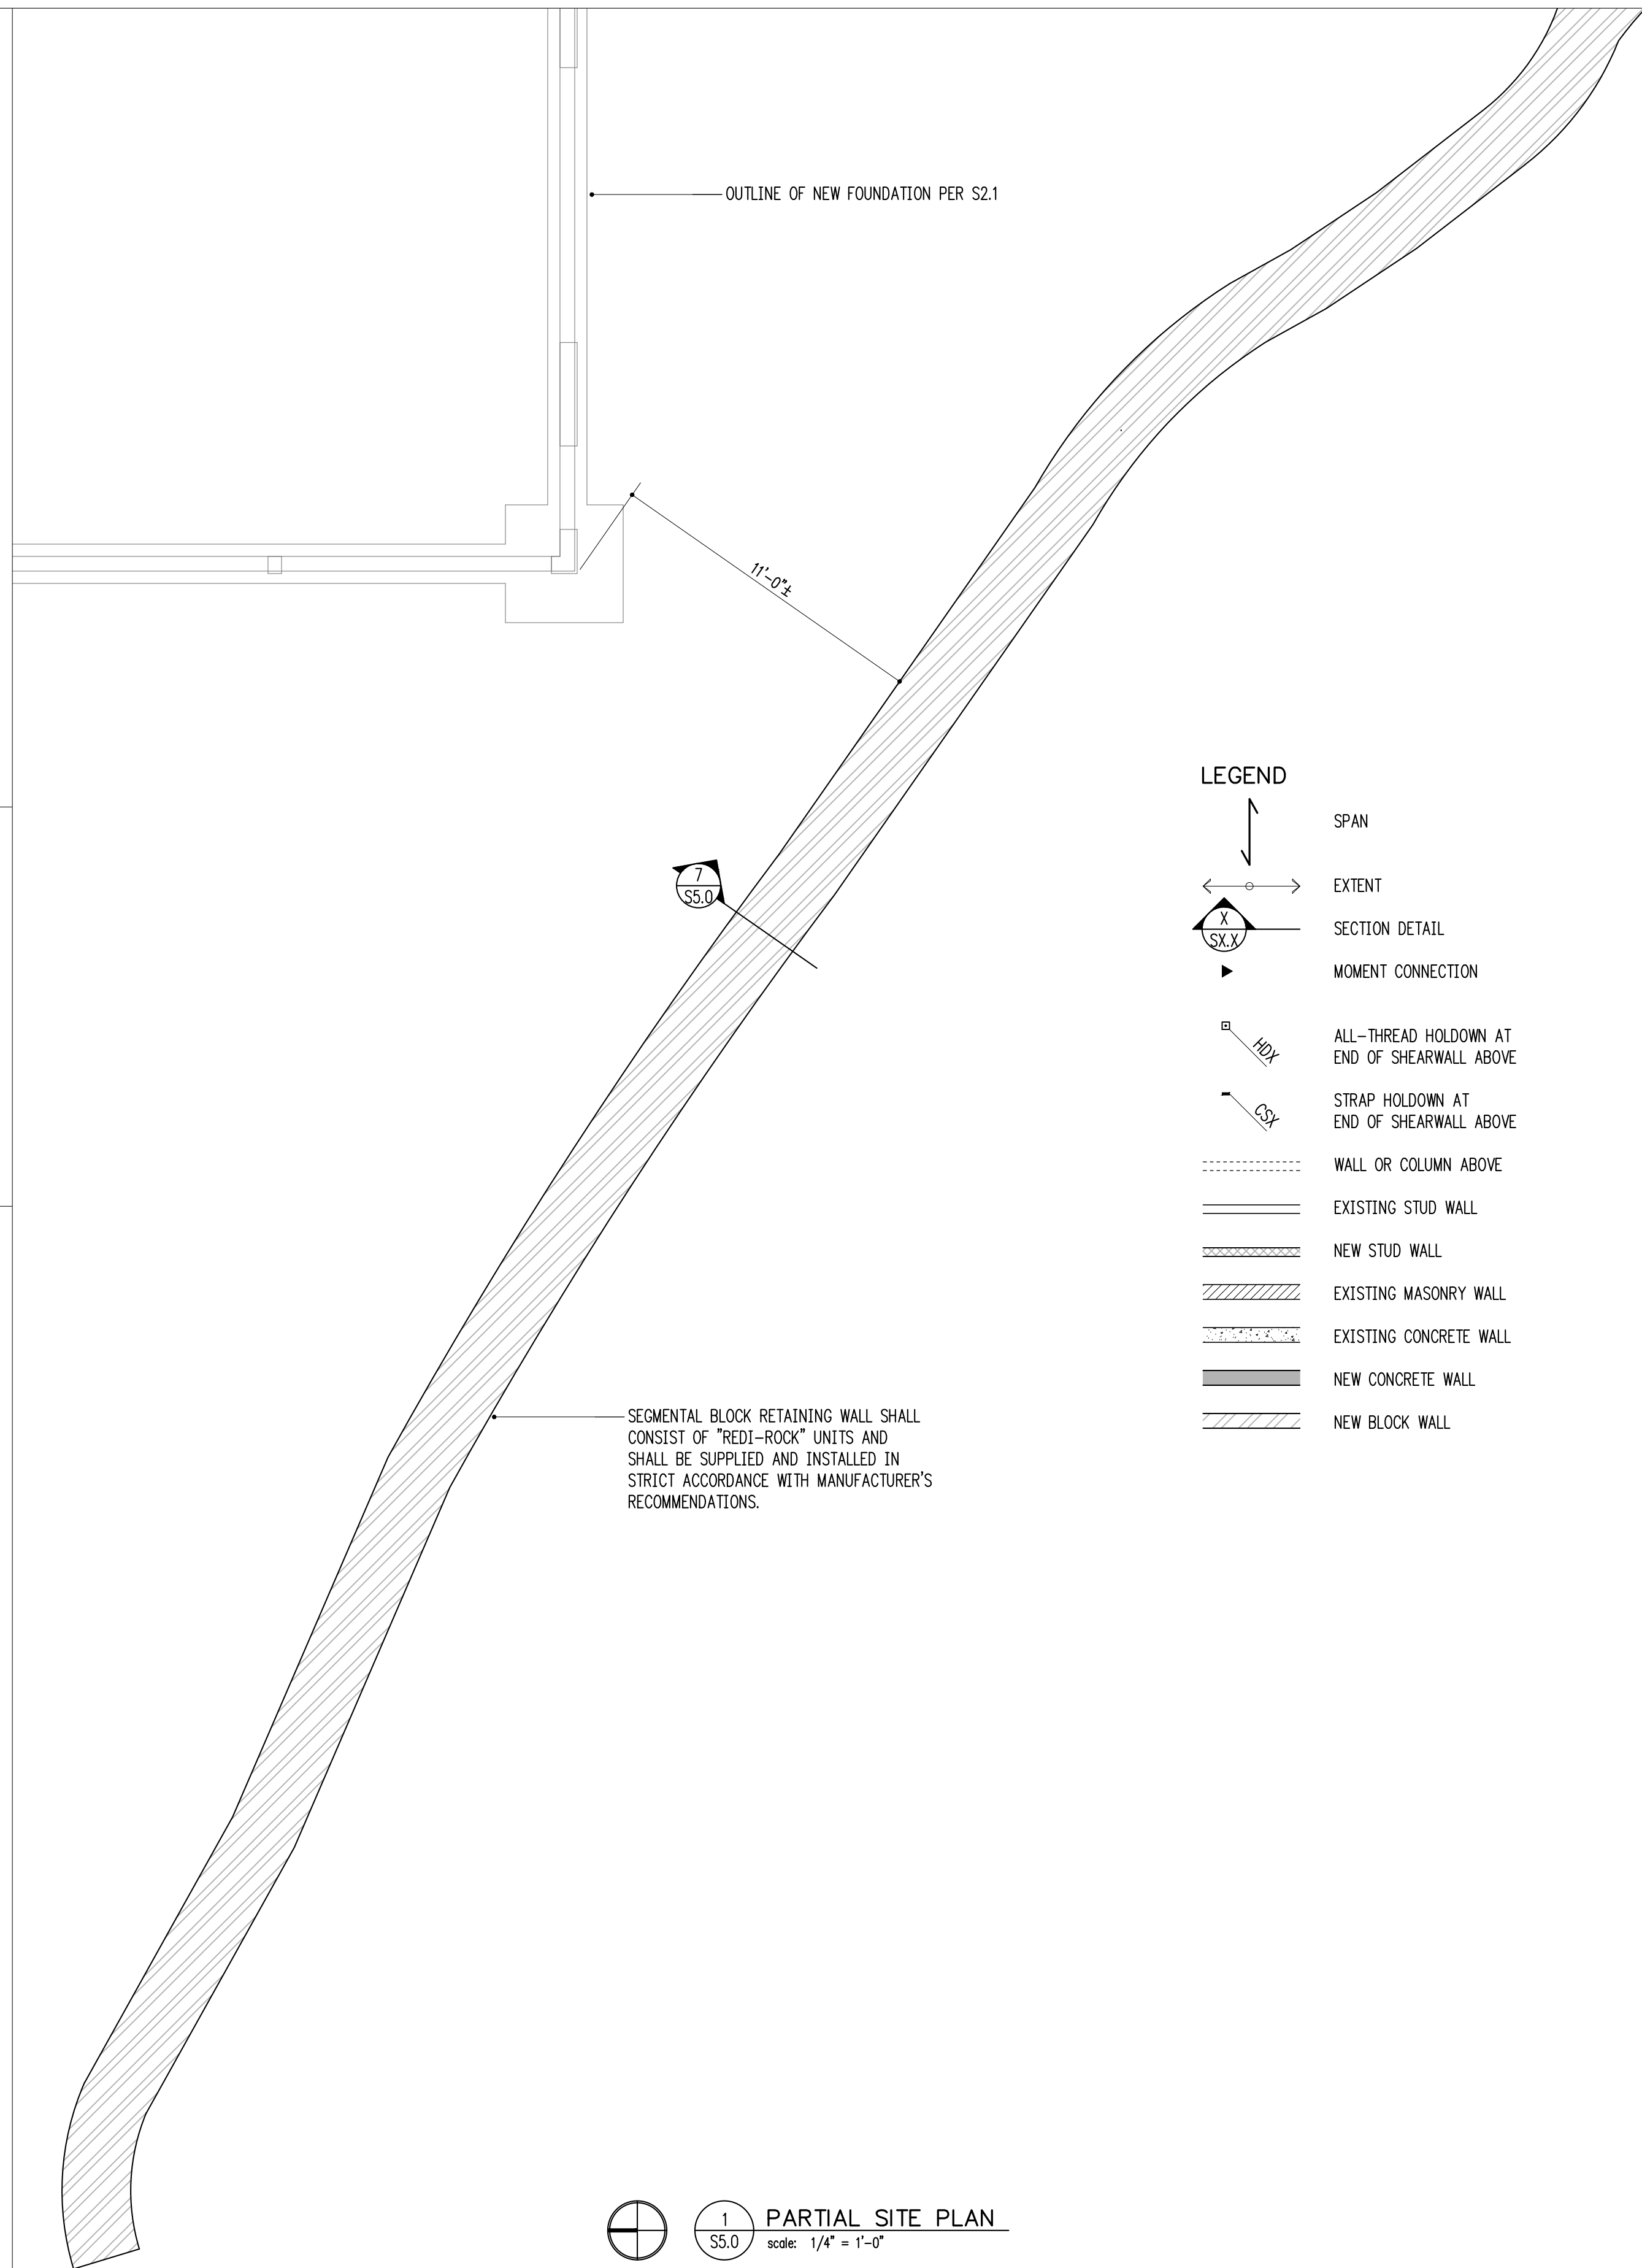 OUTLINE OF NEW FOUNDATION PER S2.1
11'-0"±
7
S5.0
LEGEND
SPAN
EXTENT
X
SX.X
SECTION DETAIL
MOMENT CONNECTION
HDX
ALL-THREAD HOLDOWN AT
END OF SHEARWALL ABOVE
CSX
STRAP HOLDOWN AT
END OF SHEARWALL ABOVE
WALL OR COLUMN ABOVE
EXISTING STUD WALL
NEW STUD WALL
EXISTING MASONRY WALL
EXISTING CONCRETE WALL
NEW CONCRETE WALL
NEW BLOCK WALL
SEGMENTAL BLOCK RETAINING WALL SHALL
CONSIST OF "REDI-ROCK" UNITS AND
SHALL BE SUPPLIED AND INSTALLED IN
STRICT ACCORDANCE WITH MANUFACTURER'S
RECOMMENDATIONS.
1
S5.0
PARTIAL SITE PLAN
scale: 1/4" = 1'-0"